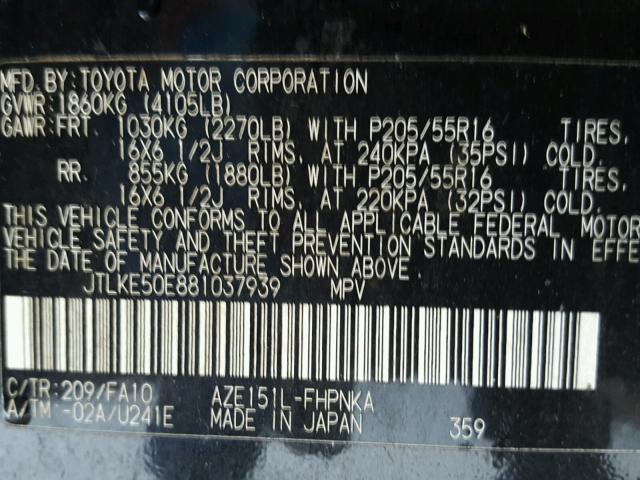 MFD.BY:TOYOTA MOTOR CORPORATION
GVWR:1860KG (4105LB)
GAWR:FRT. 1030KG (2270LB) WITH P205/55R16 TIRES,
16X6 1/2J RIMS, AT 240KPA (35PSI) COLD.
RR. 855KG (1880LB) WITH P205/55R16 TIRES,
16X6 1/2J RIMS, AT 220KPA (32PSI) COLD.
THIS VEHICLE CONFORMS TO ALL APPLICABLE FEDERAL MOTOR
VEHICLE SAFETY AND THEFT PREVENTION STANDARDS IN EFFE
THE DATE OF MANUFACTURE SHOWN ABOVE.
JTLKE50E881037939 MPV
C/TR:209/FA10 AZE151L-FHPNKA
A/TM:-02A/U241E MADE IN JAPAN 359